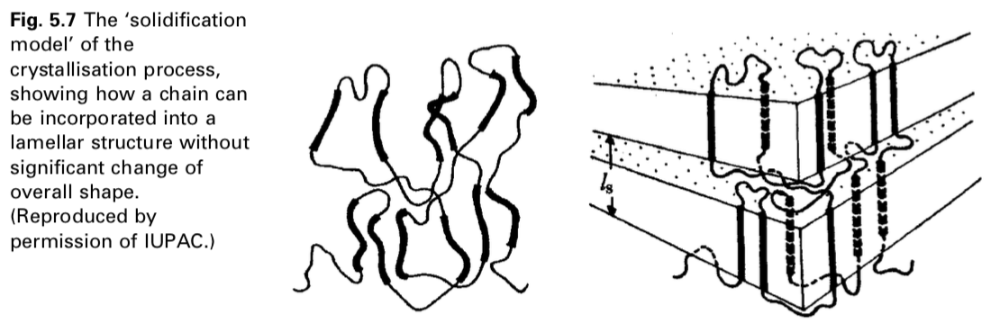 Fig. 5.7 The ‘solidification
model’ of the
crystallisation process,
showing how a chain can
be incorporated into a
lamellar structure without
significant change of
overall shape.
(Reproduced by
permission of IUPAC.)
lg